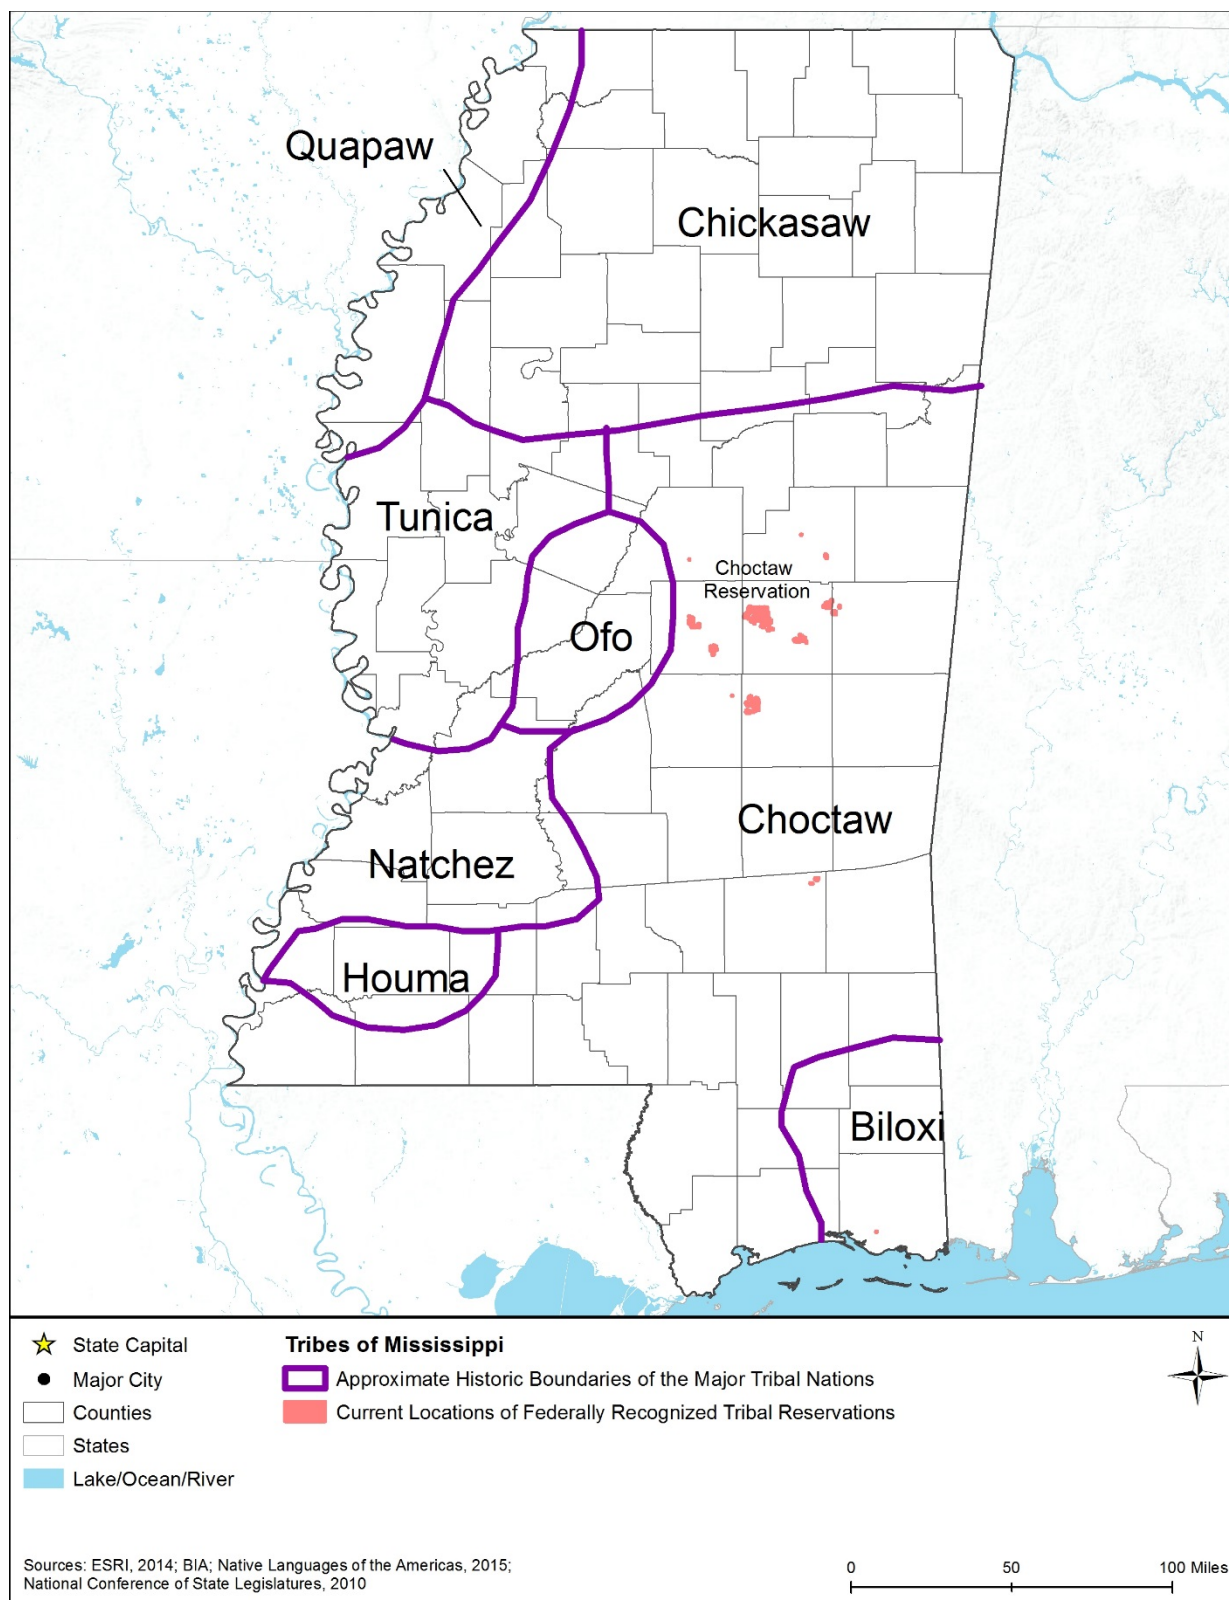 Quapaw
Chickasaw
Tunica
Choctaw
Reservation
Ofo
Choctaw
Natchez
Houma
Biloxi
State Capital
Major City
Counties
States
Lake/Ocean/River
Tribes of Mississippi
Approximate Historic Boundaries of the Major Tribal Nations
Current Locations of Federally Recognized Tribal Reservations
N
Sources: ESRI, 2014; BIA; Native Languages of the Americas, 2015;
National Conference of State Legislatures, 2010
0 50 100 Miles